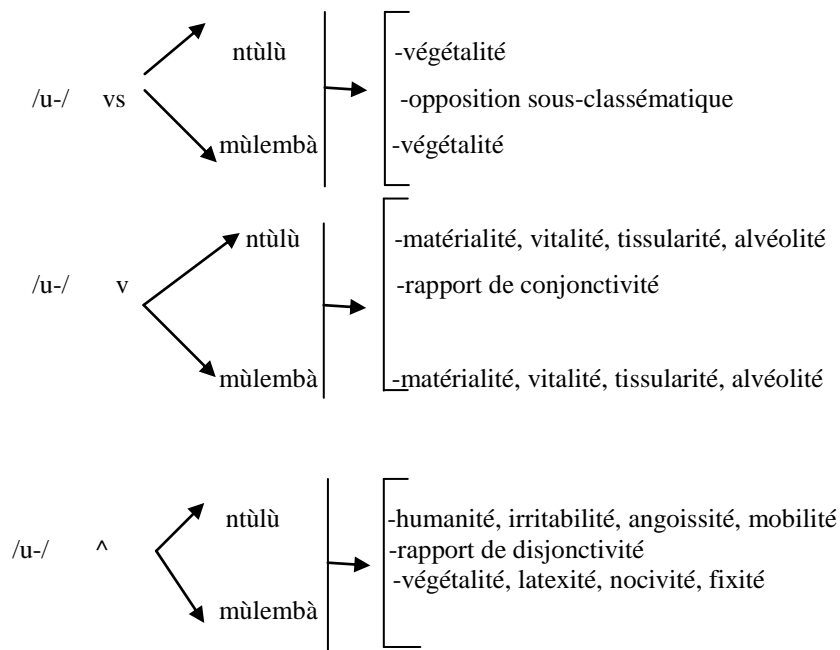 ntùlù -végétalité
/u-/ vs -opposition sous-classématique
mùlembà -végétalité
ntùlù -matérialité, vitalité, tissularité, alvéolité
/u-/ v -rapport de conjonctivité
mùlembà -matérialité, vitalité, tissularité, alvéolité
ntùlù -humanité, irritabilité, angoissité, mobilité
/u-/ ^ -rapport de disjonctivité
-végétalité, latexité, nocivité, fixité
mùlembà